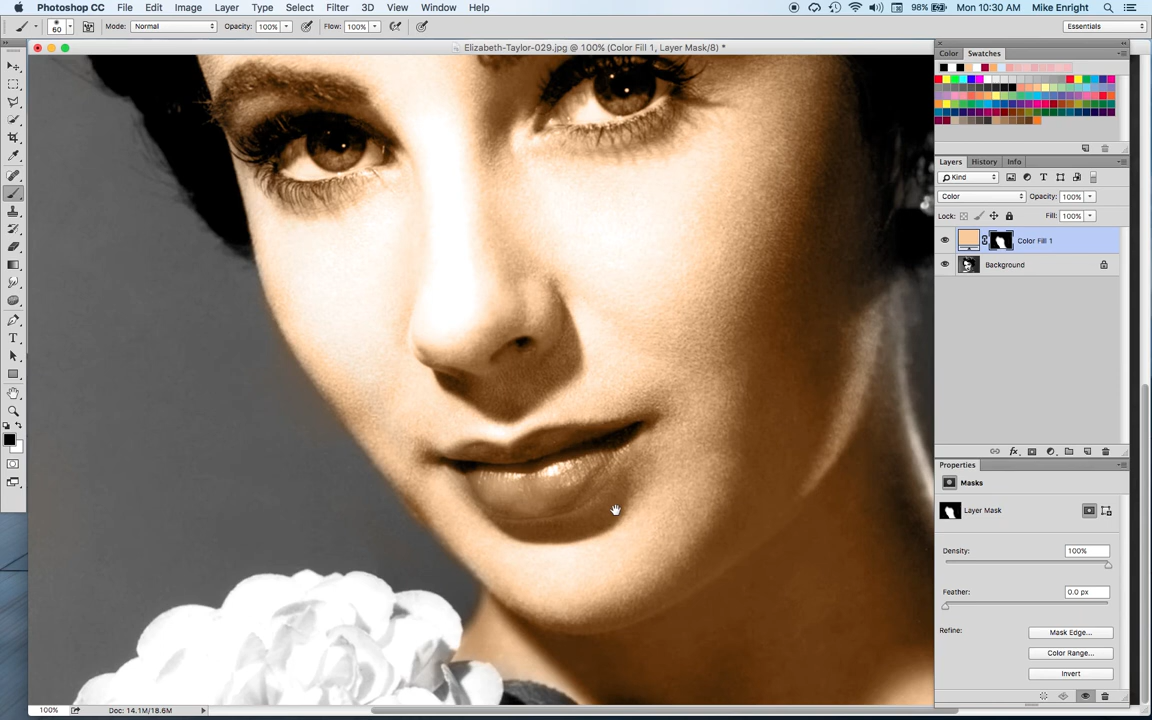 Photoshop CC File Edit Image Layer Type Select Filter 3D View Window Help 98% Mon 10:30 AM Mike Enright
60 Mode: Normal Opacity: 100% Flow: 100% Essentials
Elizabeth-Taylor-029.jpg @ 100% (Color Fill 1, Layer Mask/8) *
Color Swatches
Layers History Info
Kind
Color Opacity: 100%
Lock: Fill: 100%
Color Fill 1
Background
fx
Properties
Masks
Layer Mask
Density: 100%
Feather: 0.0 px
Refine: Mask Edge...
Color Range...
Invert
100% Doc: 14.1M/18.6M